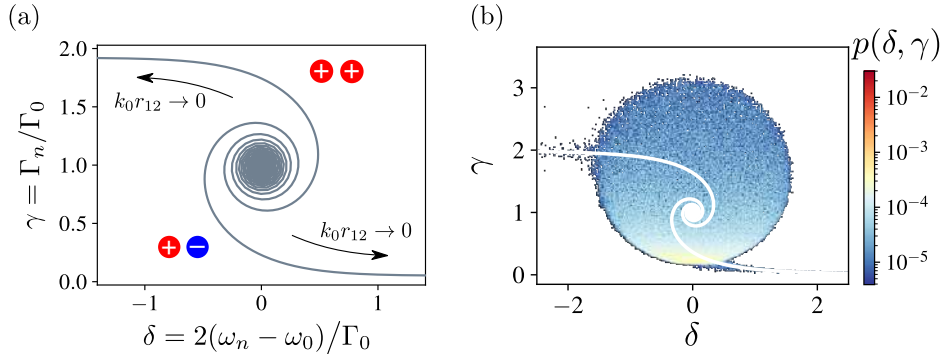 (a)
2.0
1.5
1.0
0.5
0.0
γ = Γₙ/Γ₀
k₀r₁₂ → 0
+ +
k₀r₁₂ → 0
+ −
−1 0 1
δ = 2(ωₙ − ω₀)/Γ₀
(b)
p(δ, γ)
3
2
1
0
γ
−2 0 2
δ
10⁻²
10⁻³
10⁻⁴
10⁻⁵